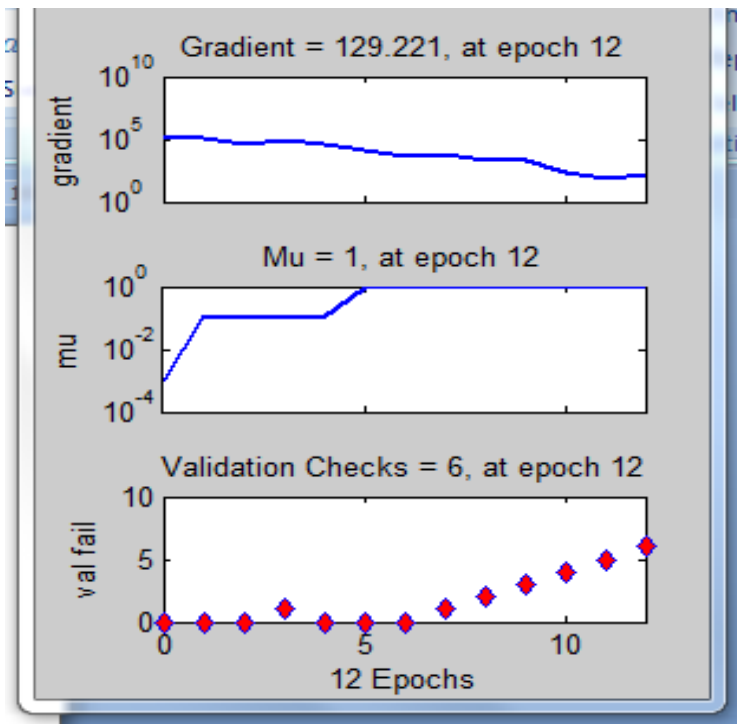 Gradient = 129.221, at epoch 12
10^10
10^5
10^0
gradient
Mu = 1, at epoch 12
10^0
10^-2
10^-4
mu
Validation Checks = 6, at epoch 12
10
5
0
val fail
0 5 10
12 Epochs